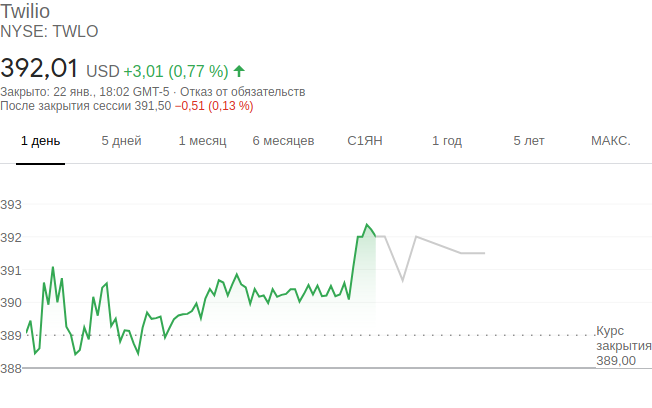 Twilio
NYSE: TWLO
392,01 USD +3,01 (0,77 %)
Закрыто: 22 янв., 18:02 GMT-5 · Отказ от обязательств
После закрытия сессии 391,50 −0,51 (0,13 %)
1 день 5 дней 1 месяц 6 месяцев С1ЯН 1 год 5 лет МАКС.
393
392
391
390
389
388
Курс
закрытия
389,00